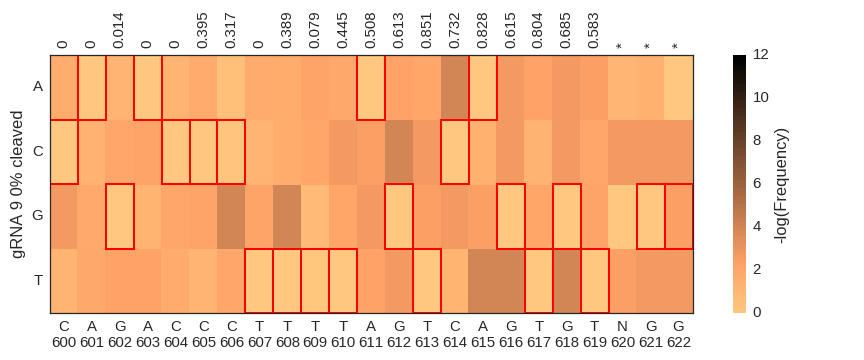 0 0 0.014 0 0 0.395 0.317 0 0.389 0.079 0.445 0.508 0.613 0.851 0.732 0.828 0.615 0.804 0.685 0.583 * * *
gRNA 9 0% cleaved
A
C
G
T
C A G A C C C T T T T A G T C A G T G T N G G
600 601 602 603 604 605 606 607 608 609 610 611 612 613 614 615 616 617 618 619 620 621 622
12
10
8
6
4
2
0
-log(Frequency)